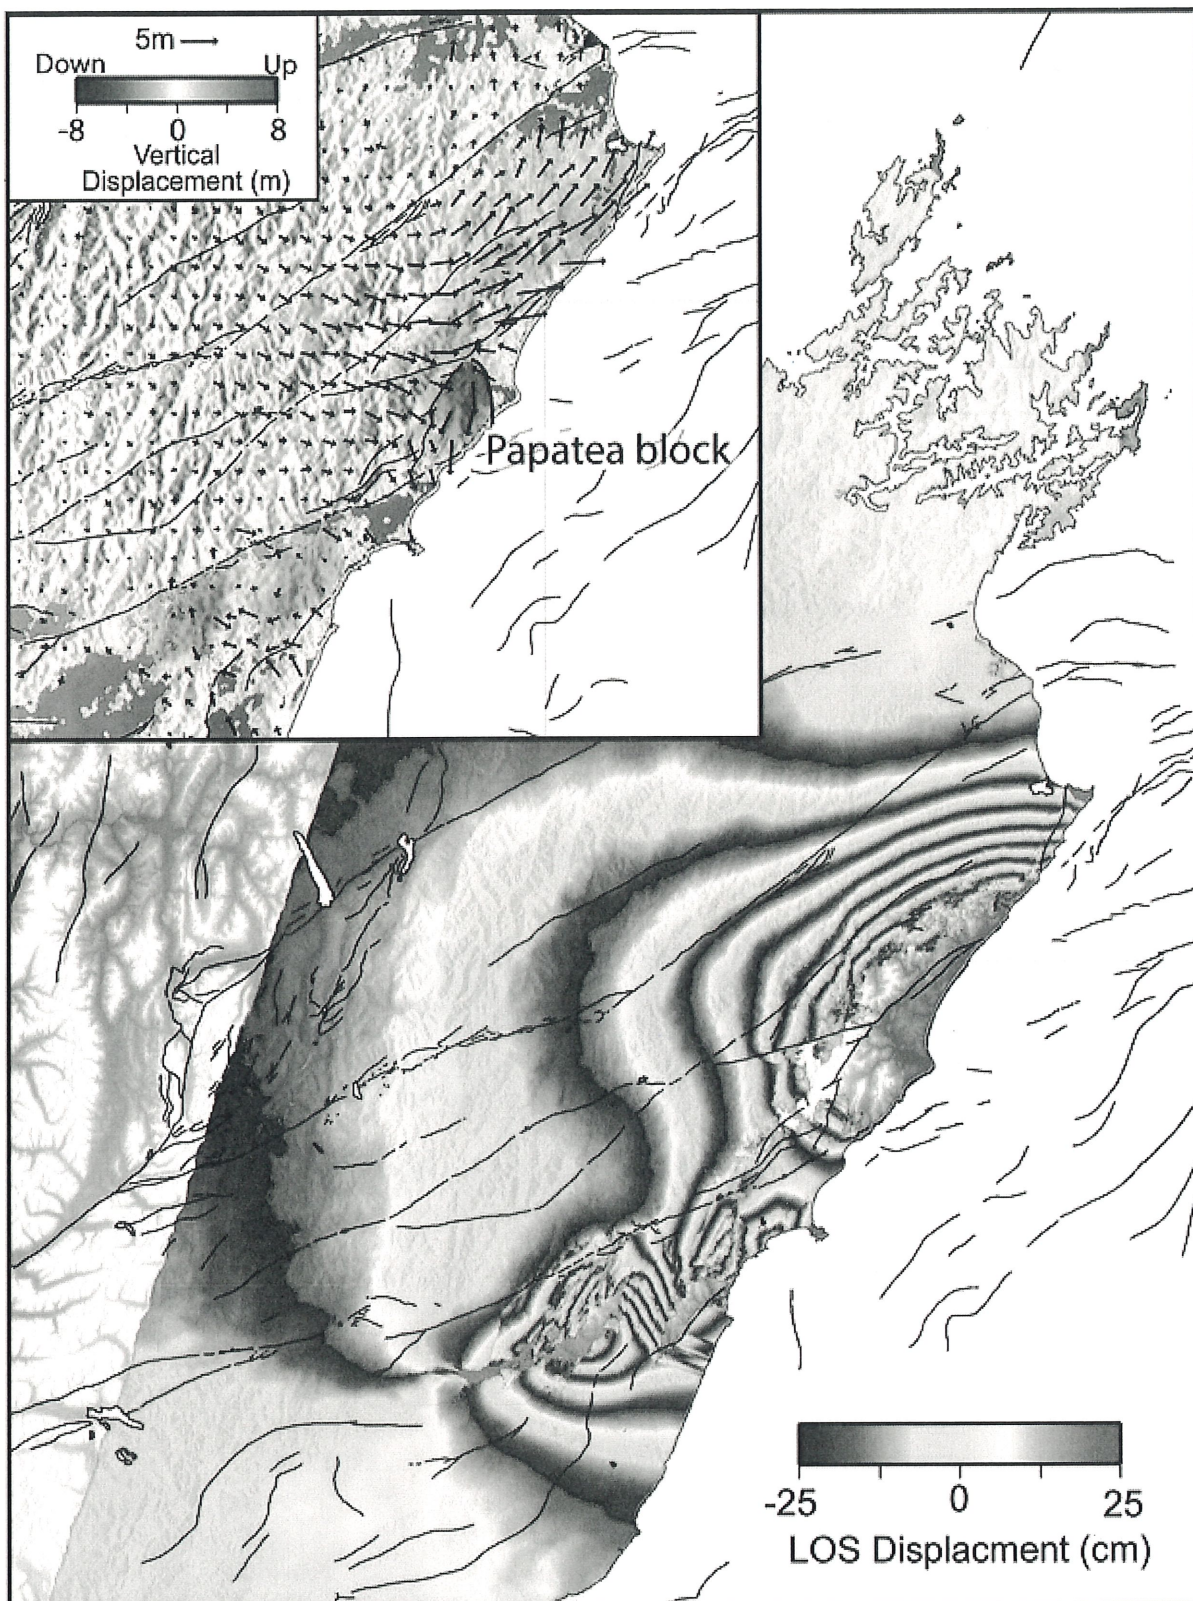 5m
Down Up
-8 0 8
Vertical
Displacement (m)
Papatea block
-25 0 25
LOS Displacment (cm)